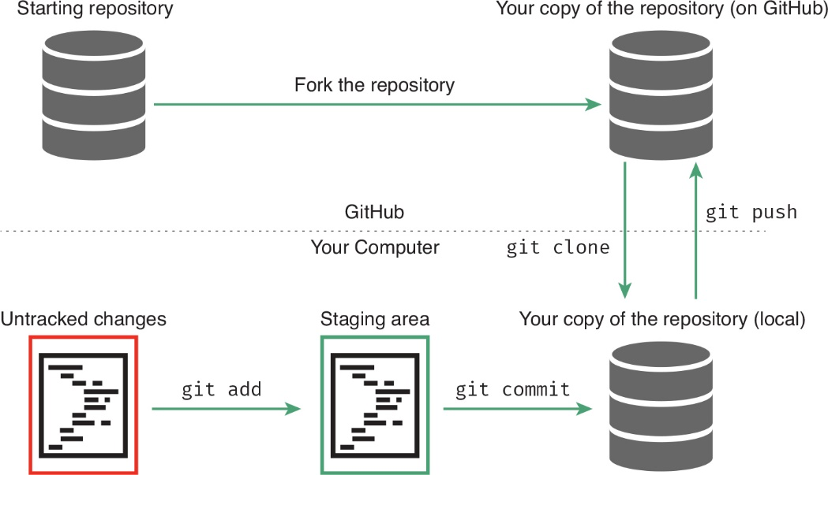 Starting repository
Your copy of the repository (on GitHub)
Fork the repository
GitHub
git push
Your Computer
git clone
Untracked changes
Staging area
Your copy of the repository (local)
git add
git commit